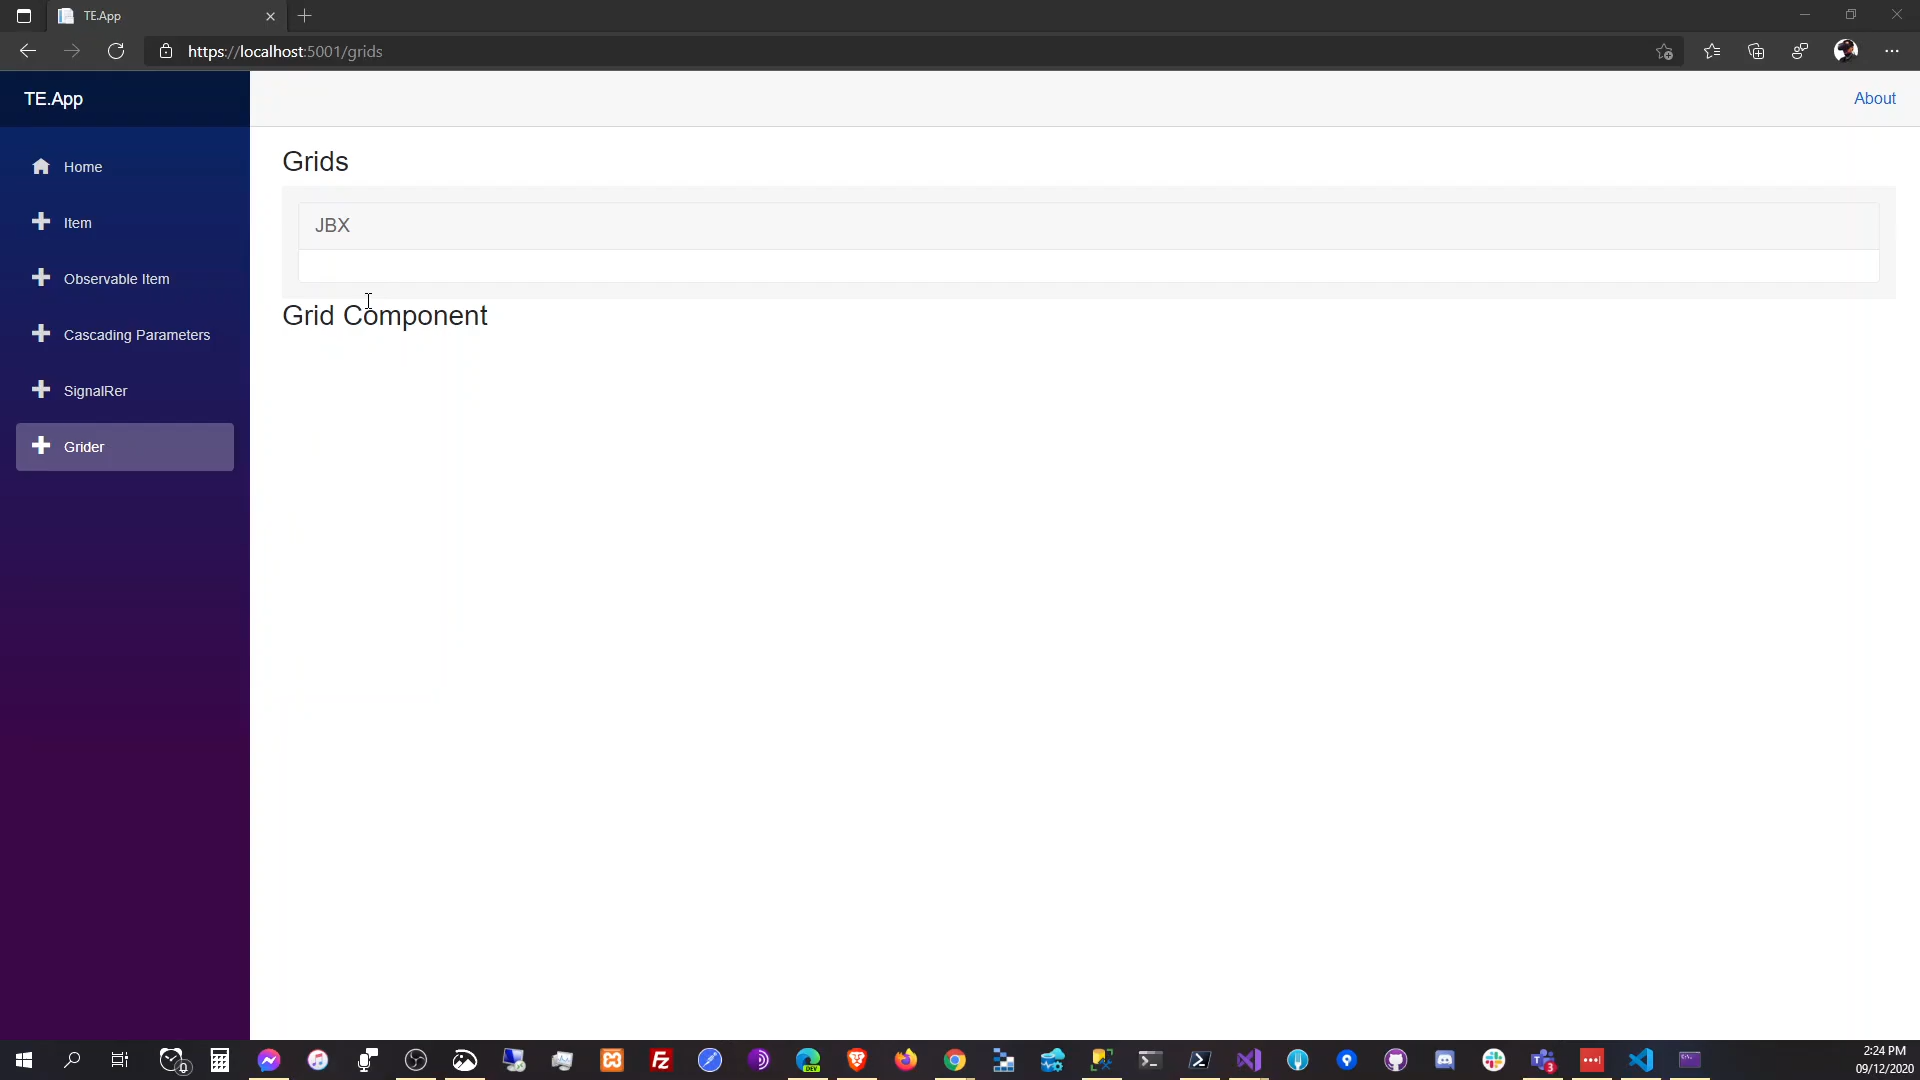 TE.App
https://localhost:5001/grids
TE.App
About
Home
Item
Observable Item
Cascading Parameters
SignalRer
Grider
Grids
JBX
Grid Component
DEV
2:24 PM
09/12/2020